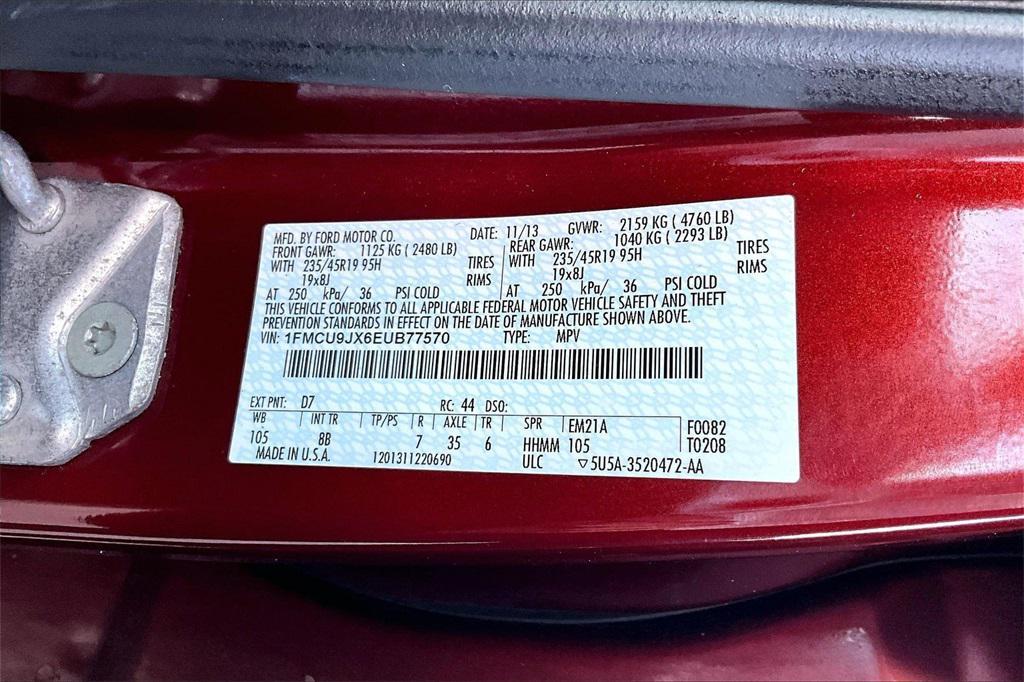 MFD. BY FORD MOTOR CO. DATE: 11/13 GVWR: 2159 KG ( 4760 LB)
FRONT GAWR: 1125 KG ( 2480 LB) REAR GAWR: 1040 KG ( 2293 LB)
WITH 235/45R19 95H TIRES WITH 235/45R19 95H TIRES
19x8J RIMS 19x8J RIMS
AT 250 kPa/ 36 PSI COLD AT 250 kPa/ 36 PSI COLD
THIS VEHICLE CONFORMS TO ALL APPLICABLE FEDERAL MOTOR VEHICLE SAFETY AND THEFT
PREVENTION STANDARDS IN EFFECT ON THE DATE OF MANUFACTURE SHOWN ABOVE.
VIN: 1FMCU9JX6EUB77570 TYPE: MPV
EXT PNT: D7 RC: 44 DSO:
WB INT TR TP/PS R AXLE TR SPR EM21A F0082
105 8B 7 35 6 HHMM 105 T0208
MADE IN U.S.A. 1201311220690 ULC ▽5U5A-3520472-AA